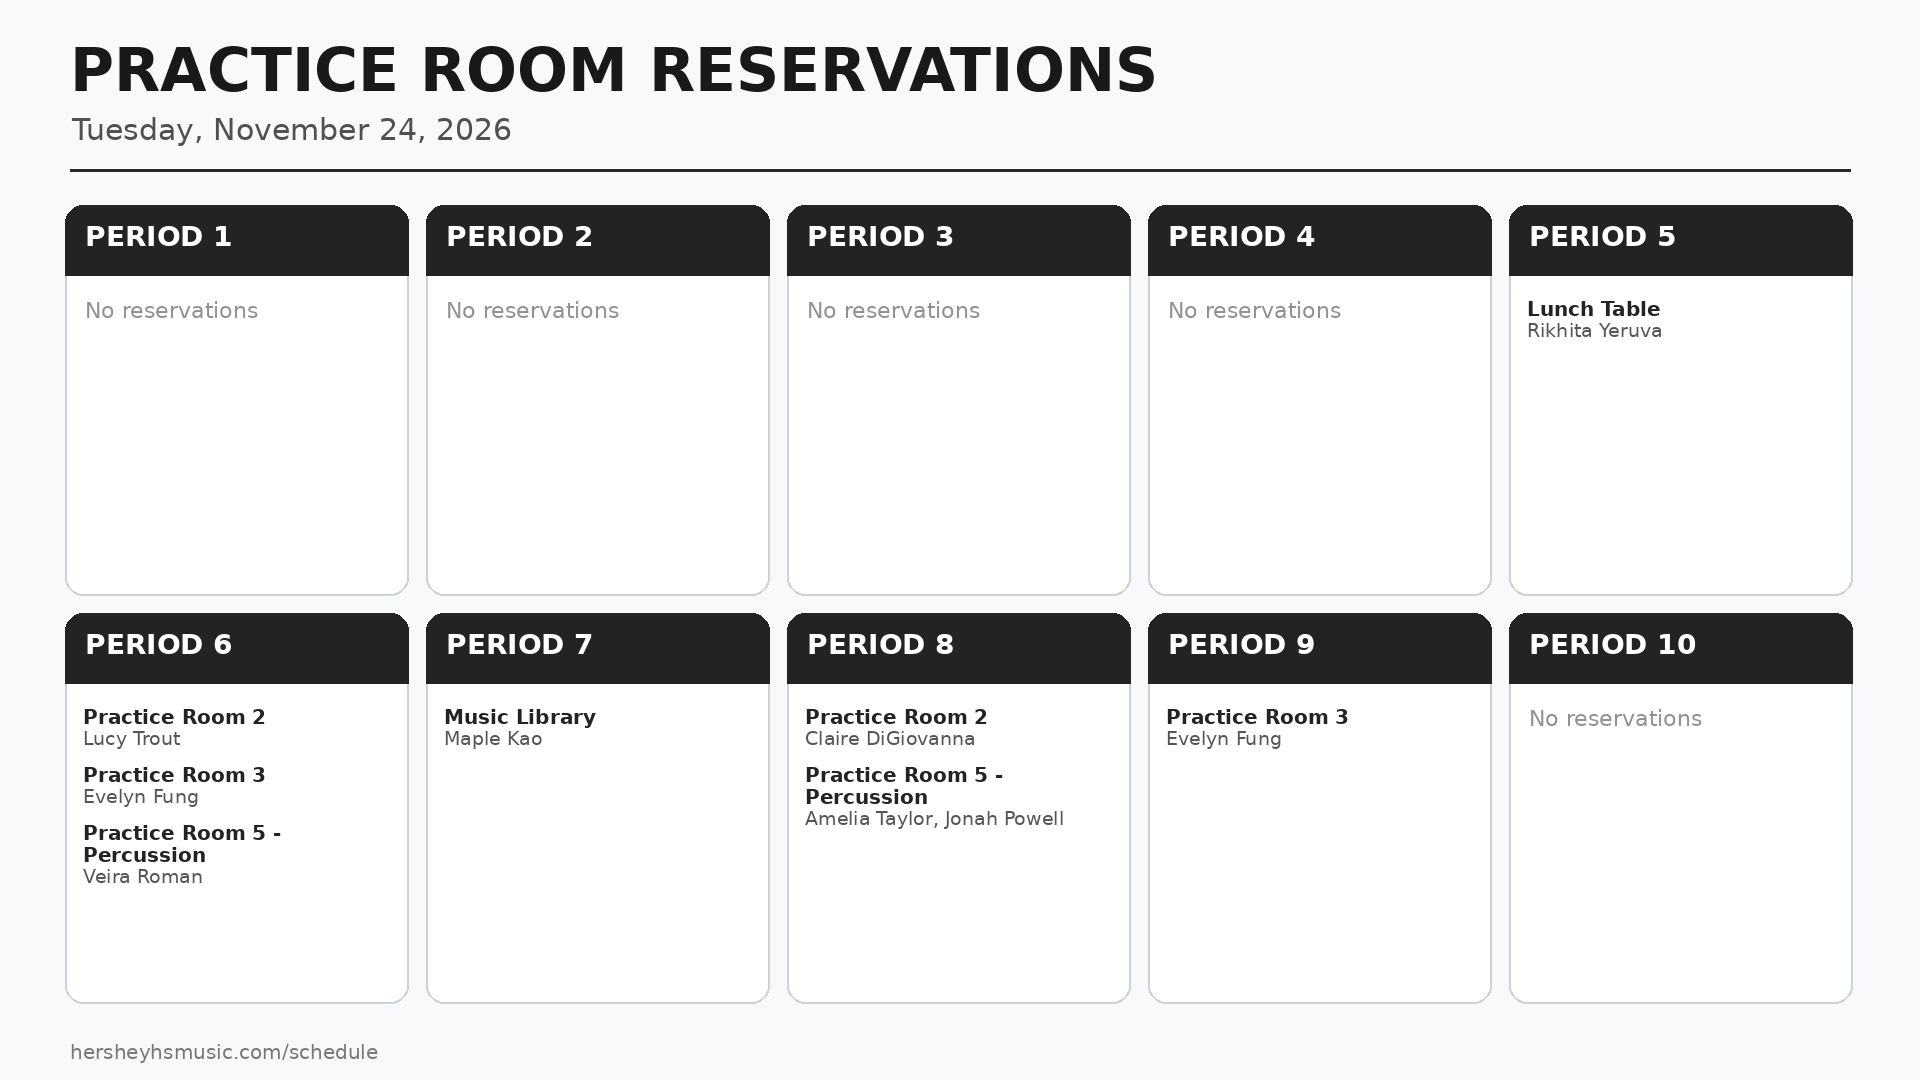 PRACTICE ROOM RESERVATIONS
Tuesday, November 24, 2026
PERIOD 1
No reservations
PERIOD 2
No reservations
PERIOD 3
No reservations
PERIOD 4
No reservations
PERIOD 5
Lunch Table
Rikhita Yeruva
PERIOD 6
Practice Room 2
Lucy Trout
Practice Room 3
Evelyn Fung
Practice Room 5 -
Percussion
Veira Roman
PERIOD 7
Music Library
Maple Kao
PERIOD 8
Practice Room 2
Claire DiGiovanna
Practice Room 5 -
Percussion
Amelia Taylor, Jonah Powell
PERIOD 9
Practice Room 3
Evelyn Fung
PERIOD 10
No reservations
hersheyhsmusic.com/schedule